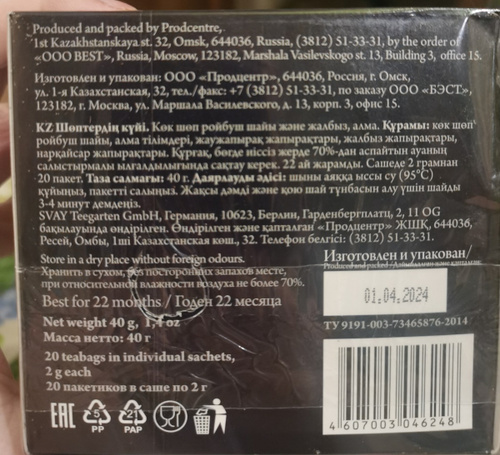 Produced and packed by Prodcentre,
1st Kazakhstanskaya st. 32, Omsk, 644036, Russia, (3812) 51-33-31, by the order of
«OOO BEST», Russia, Moscow, 123182, Marshala Vasilevskogo st. 13, Building 3, office 15.
Изготовлен и упакован: ООО «Продцентр», 644036, Россия, г. Омск,
ул. 1-я Казахстанская, 32, тел./факс: +7 (3812) 51-33-31, по заказу ООО «БЭСТ»,
123182, г. Москва, ул. Маршала Василевского, д. 13, корп. 3, офис 15.
KZ Шөптердің күйі. Көк шөп ройбуш шайы және жалбыз, алма. Құрамы: көк шөп
ройбуш шайы, алма тілімдері, жаужапырақ жапырақтары, жалбыз жапырақтары,
нарқайсар жапырақтары. Құрғақ, бөгде иіссіз жерде 70%-дан аспайтын ауаның
салыстырмалы ылғалдылығында сақтау керек. 22 ай жарамды. Сашеде 2 грамнан
20 пакет. Таза салмағы: 40 г. Даярлауды әдісі: шыны аяққа ыссы су (95°C)
құйыңыз, пакетті салыңыз. Жақсы дәмді және қою шай тұнбасын алу үшін шайды
3-4 минут демдеңіз.
SVAY Teegarten GmbH, Германия, 10623, Берлин, Гарденбергплатц, 2, 11 OG
бақылауында өндірілген. Өндірілген және қапталған «Продцентр» ЖШҚ, 644036,
Ресей, Омбы, 1ші Казахстанская көш., 32. Телефон белгісі: (3812) 51-33-31.
Store in a dry place without foreign odours.
Хранить в сухом, без посторонних запахов месте,
при относительной влажности воздуха не более 70%.
Best for 22 months / Годен 22 месяца
Изготовлен и упакован/
Produced and packed /
01.04.2024
ТУ 9191-003-73465876-2014
Net weight 40 g, 1,4 oz
Масса нетто: 40 г
20 teabags in individual sachets,
2 g each
20 пакетиков в саше по 2 г
EAC
5
PP
21
PAP
4 607003 046248